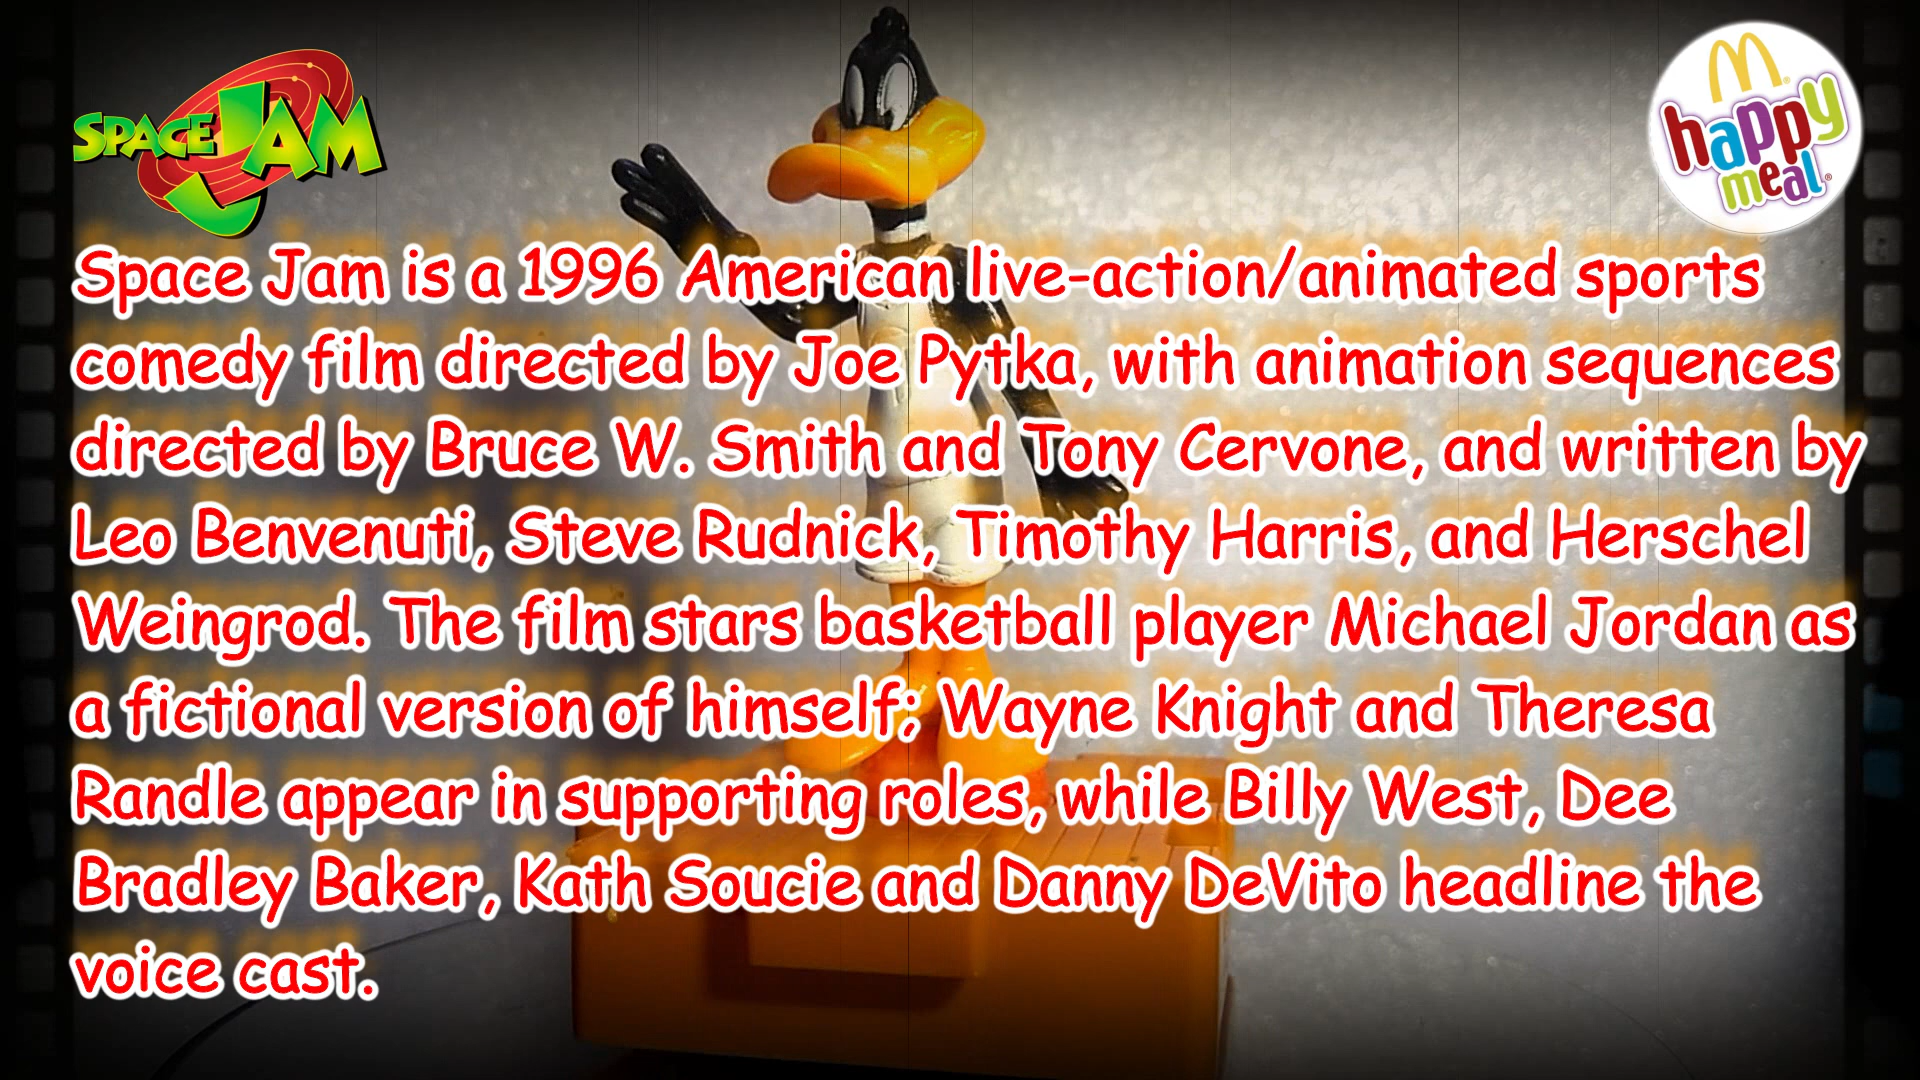 SPACE JAM
M
happy
meal
Space Jam is a 1996 American live-action/animated sports
comedy film directed by Joe Pytka, with animation sequences
directed by Bruce W. Smith and Tony Cervone, and written by
Leo Benvenuti, Steve Rudnick, Timothy Harris, and Herschel
Weingrod. The film stars basketball player Michael Jordan as
a fictional version of himself; Wayne Knight and Theresa
Randle appear in supporting roles, while Billy West, Dee
Bradley Baker, Kath Soucie and Danny DeVito headline the
voice cast.